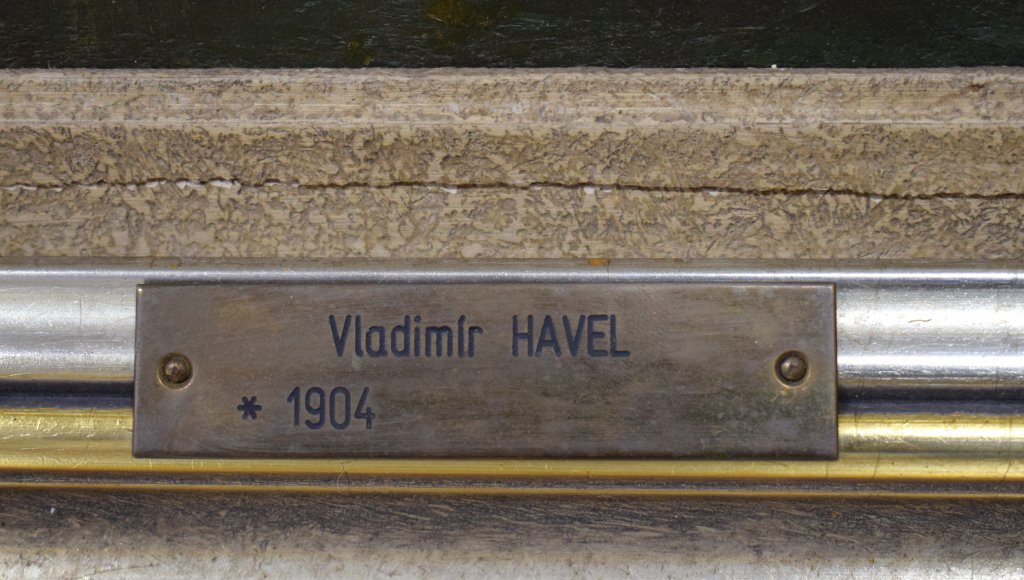 Vladimír HAVEL
* 1904